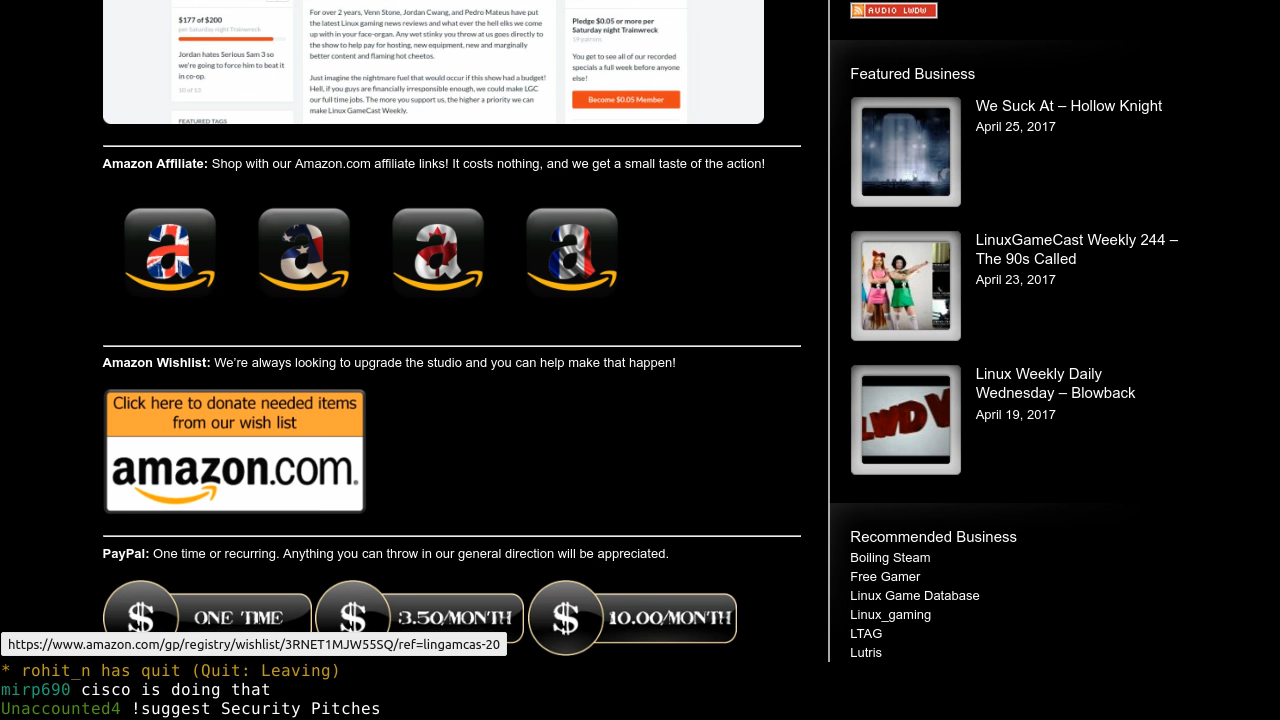 $177 of $200
per Saturday night Trainwreck
Jordan hates Serious Sam 3 so
we're going to force him to beat it
in co-op.
10 of 13
FEATURED TAGS
For over 2 years, Venn Stone, Jordan Cwang, and Pedro Mateus have put
the latest Linux gaming news reviews and what ever the hell elks we come
up with in your face-organ. Any wet stinky you throw at us goes directly to
the show to help pay for hosting, new equipment, new and marginally
better content and flaming hot cheetos.
Just imagine the nightmare fuel that would occur if this show had a budget!
Hell, if you guys are financially irresponsible enough, we could make LGC
our full time jobs. The more you support us, the higher a priority we can
make Linux GameCast Weekly.
Pledge $0.05 or more per
Saturday night Trainwreck
19 patrons
You get to see all of our recorded
specials a full week before anyone
else!
Become $0.05 Member
Amazon Affiliate: Shop with our Amazon.com affiliate links! It costs nothing, and we get a small taste of the action!
a a a a
Amazon Wishlist: We're always looking to upgrade the studio and you can help make that happen!
Click here to donate needed items
from our wish list
amazon.com.
PayPal: One time or recurring. Anything you can throw in our general direction will be appreciated.
$ ONE TIME $ 3.50/MONTH $ 10.00/MONTH
https://www.amazon.com/gp/registry/wishlist/3RNET1MJW55SQ/ref=lingamcas-20
AUDIO LWDW
Featured Business
We Suck At – Hollow Knight
April 25, 2017
LinuxGameCast Weekly 244 –
The 90s Called
April 23, 2017
LWDW
Linux Weekly Daily
Wednesday – Blowback
April 19, 2017
Recommended Business
Boiling Steam
Free Gamer
Linux Game Database
Linux_gaming
LTAG
Lutris
* rohit_n has quit (Quit: Leaving)
mirp690 cisco is doing that
Unaccounted4 !suggest Security Pitches